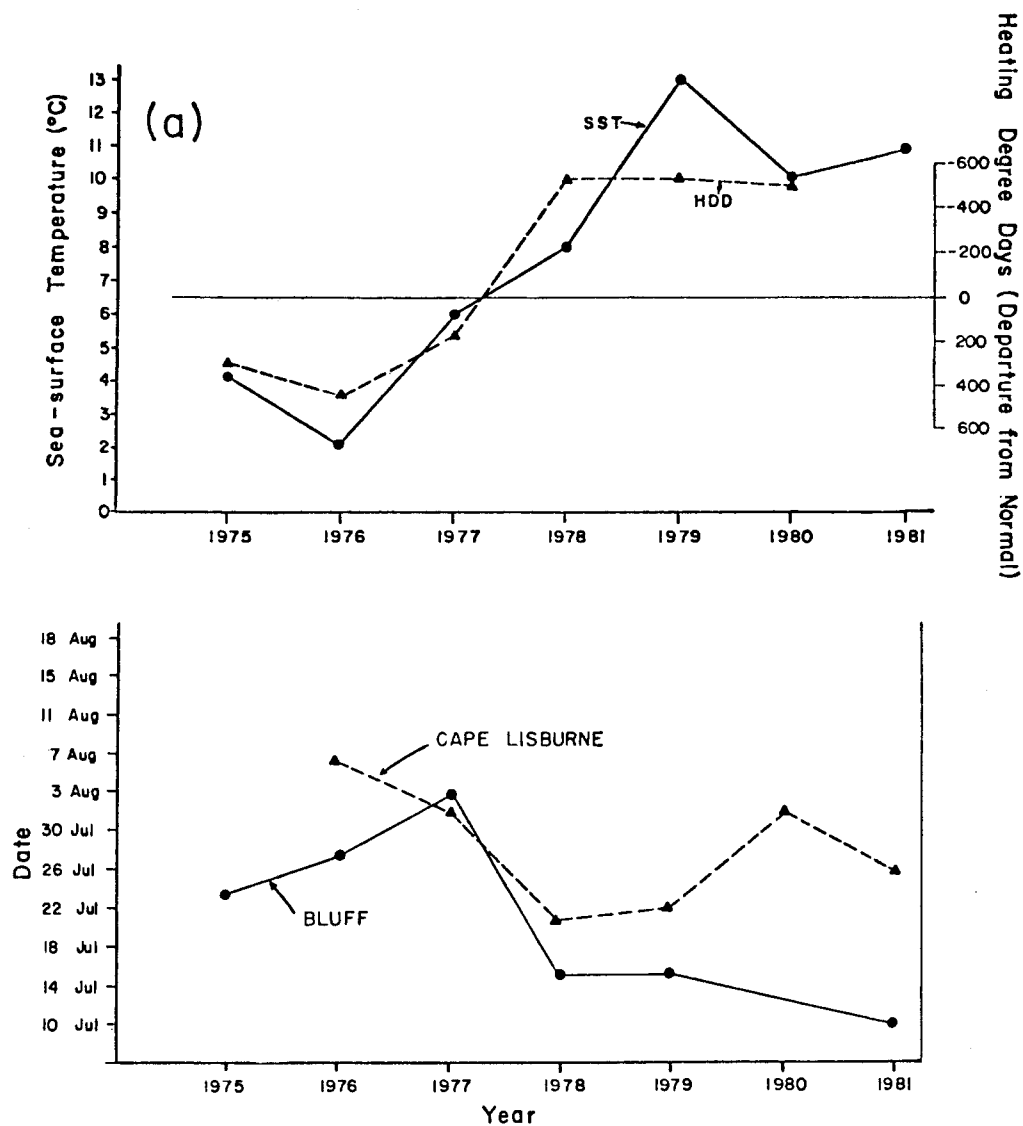 (a)
Sea-surface Temperature (°C)
13
12
11
10
9
8
7
6
5
4
3
2
1
0
SST
HDD
Heating Degree Days (Departure from Normal)
-600
-400
-200
0
200
400
600
1975 1976 1977 1978 1979 1980 1981
Date
18 Aug
15 Aug
11 Aug
7 Aug
3 Aug
30 Jul
26 Jul
22 Jul
18 Jul
14 Jul
10 Jul
CAPE LISBURNE
BLUFF
1975 1976 1977 1978 1979 1980 1981
Year